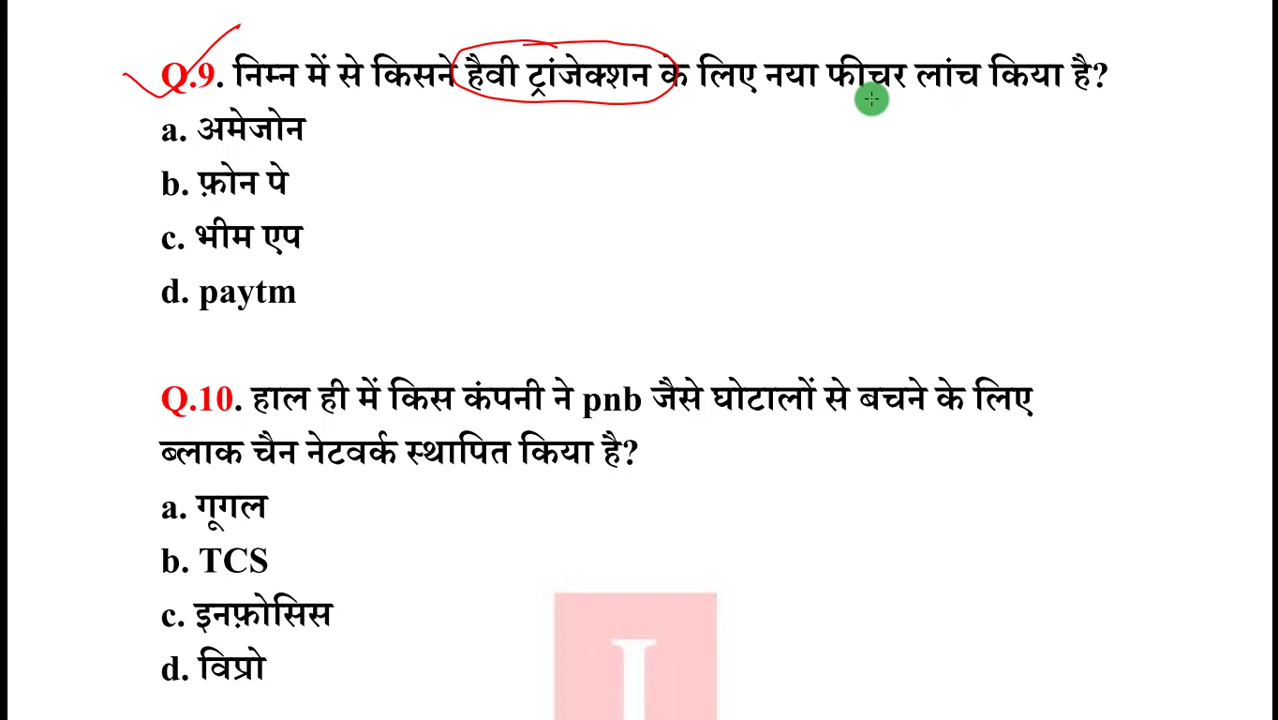 Q.9. निम्न में से किसने हैवी ट्रांजेक्शन के लिए नया फीचर लांच किया है?
a. अमेजोन
b. फ़ोन पे
c. भीम एप
d. paytm
Q.10. हाल ही में किस कंपनी ने pnb जैसे घोटालों से बचने के लिए
ब्लाक चैन नेटवर्क स्थापित किया है?
a. गूगल
b. TCS
c. इनफ़ोसिस
d. विप्रो